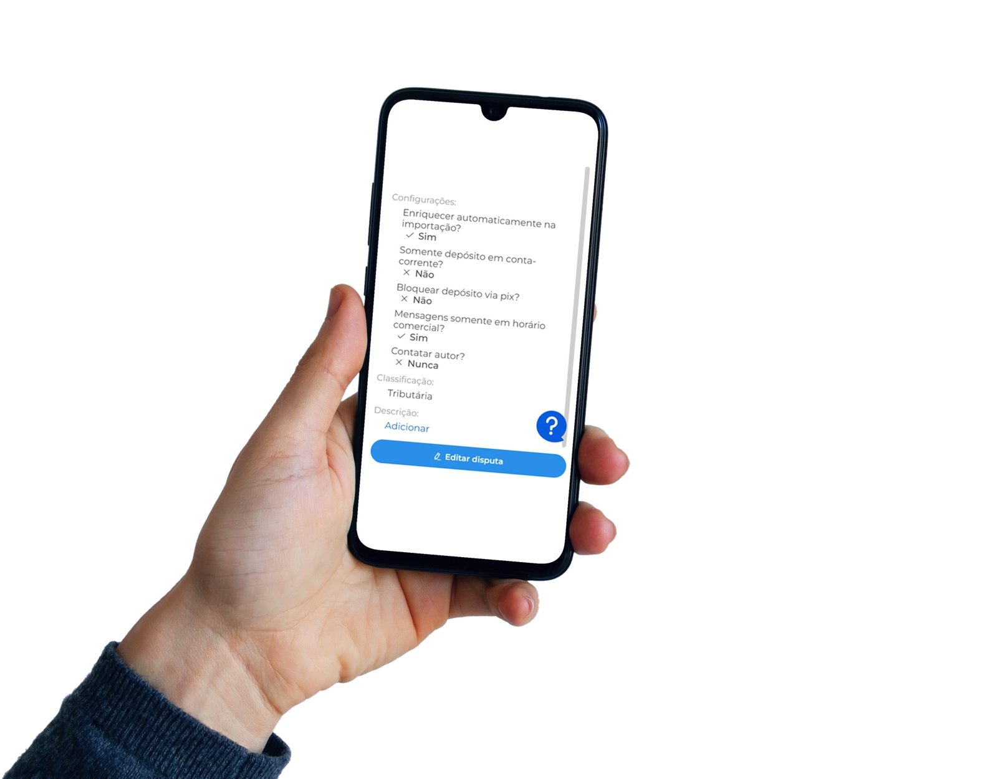 Configurações:
Enriquecer automaticamente na
importação?
Sim
Somente depósito em conta-
corrente?
Não
Bloquear depósito via pix?
Não
Mensagens somente em horário
comercial?
Sim
Contatar autor?
Nunca
Classificação:
Tributária
Descrição:
Adicionar
?
Editar disputa